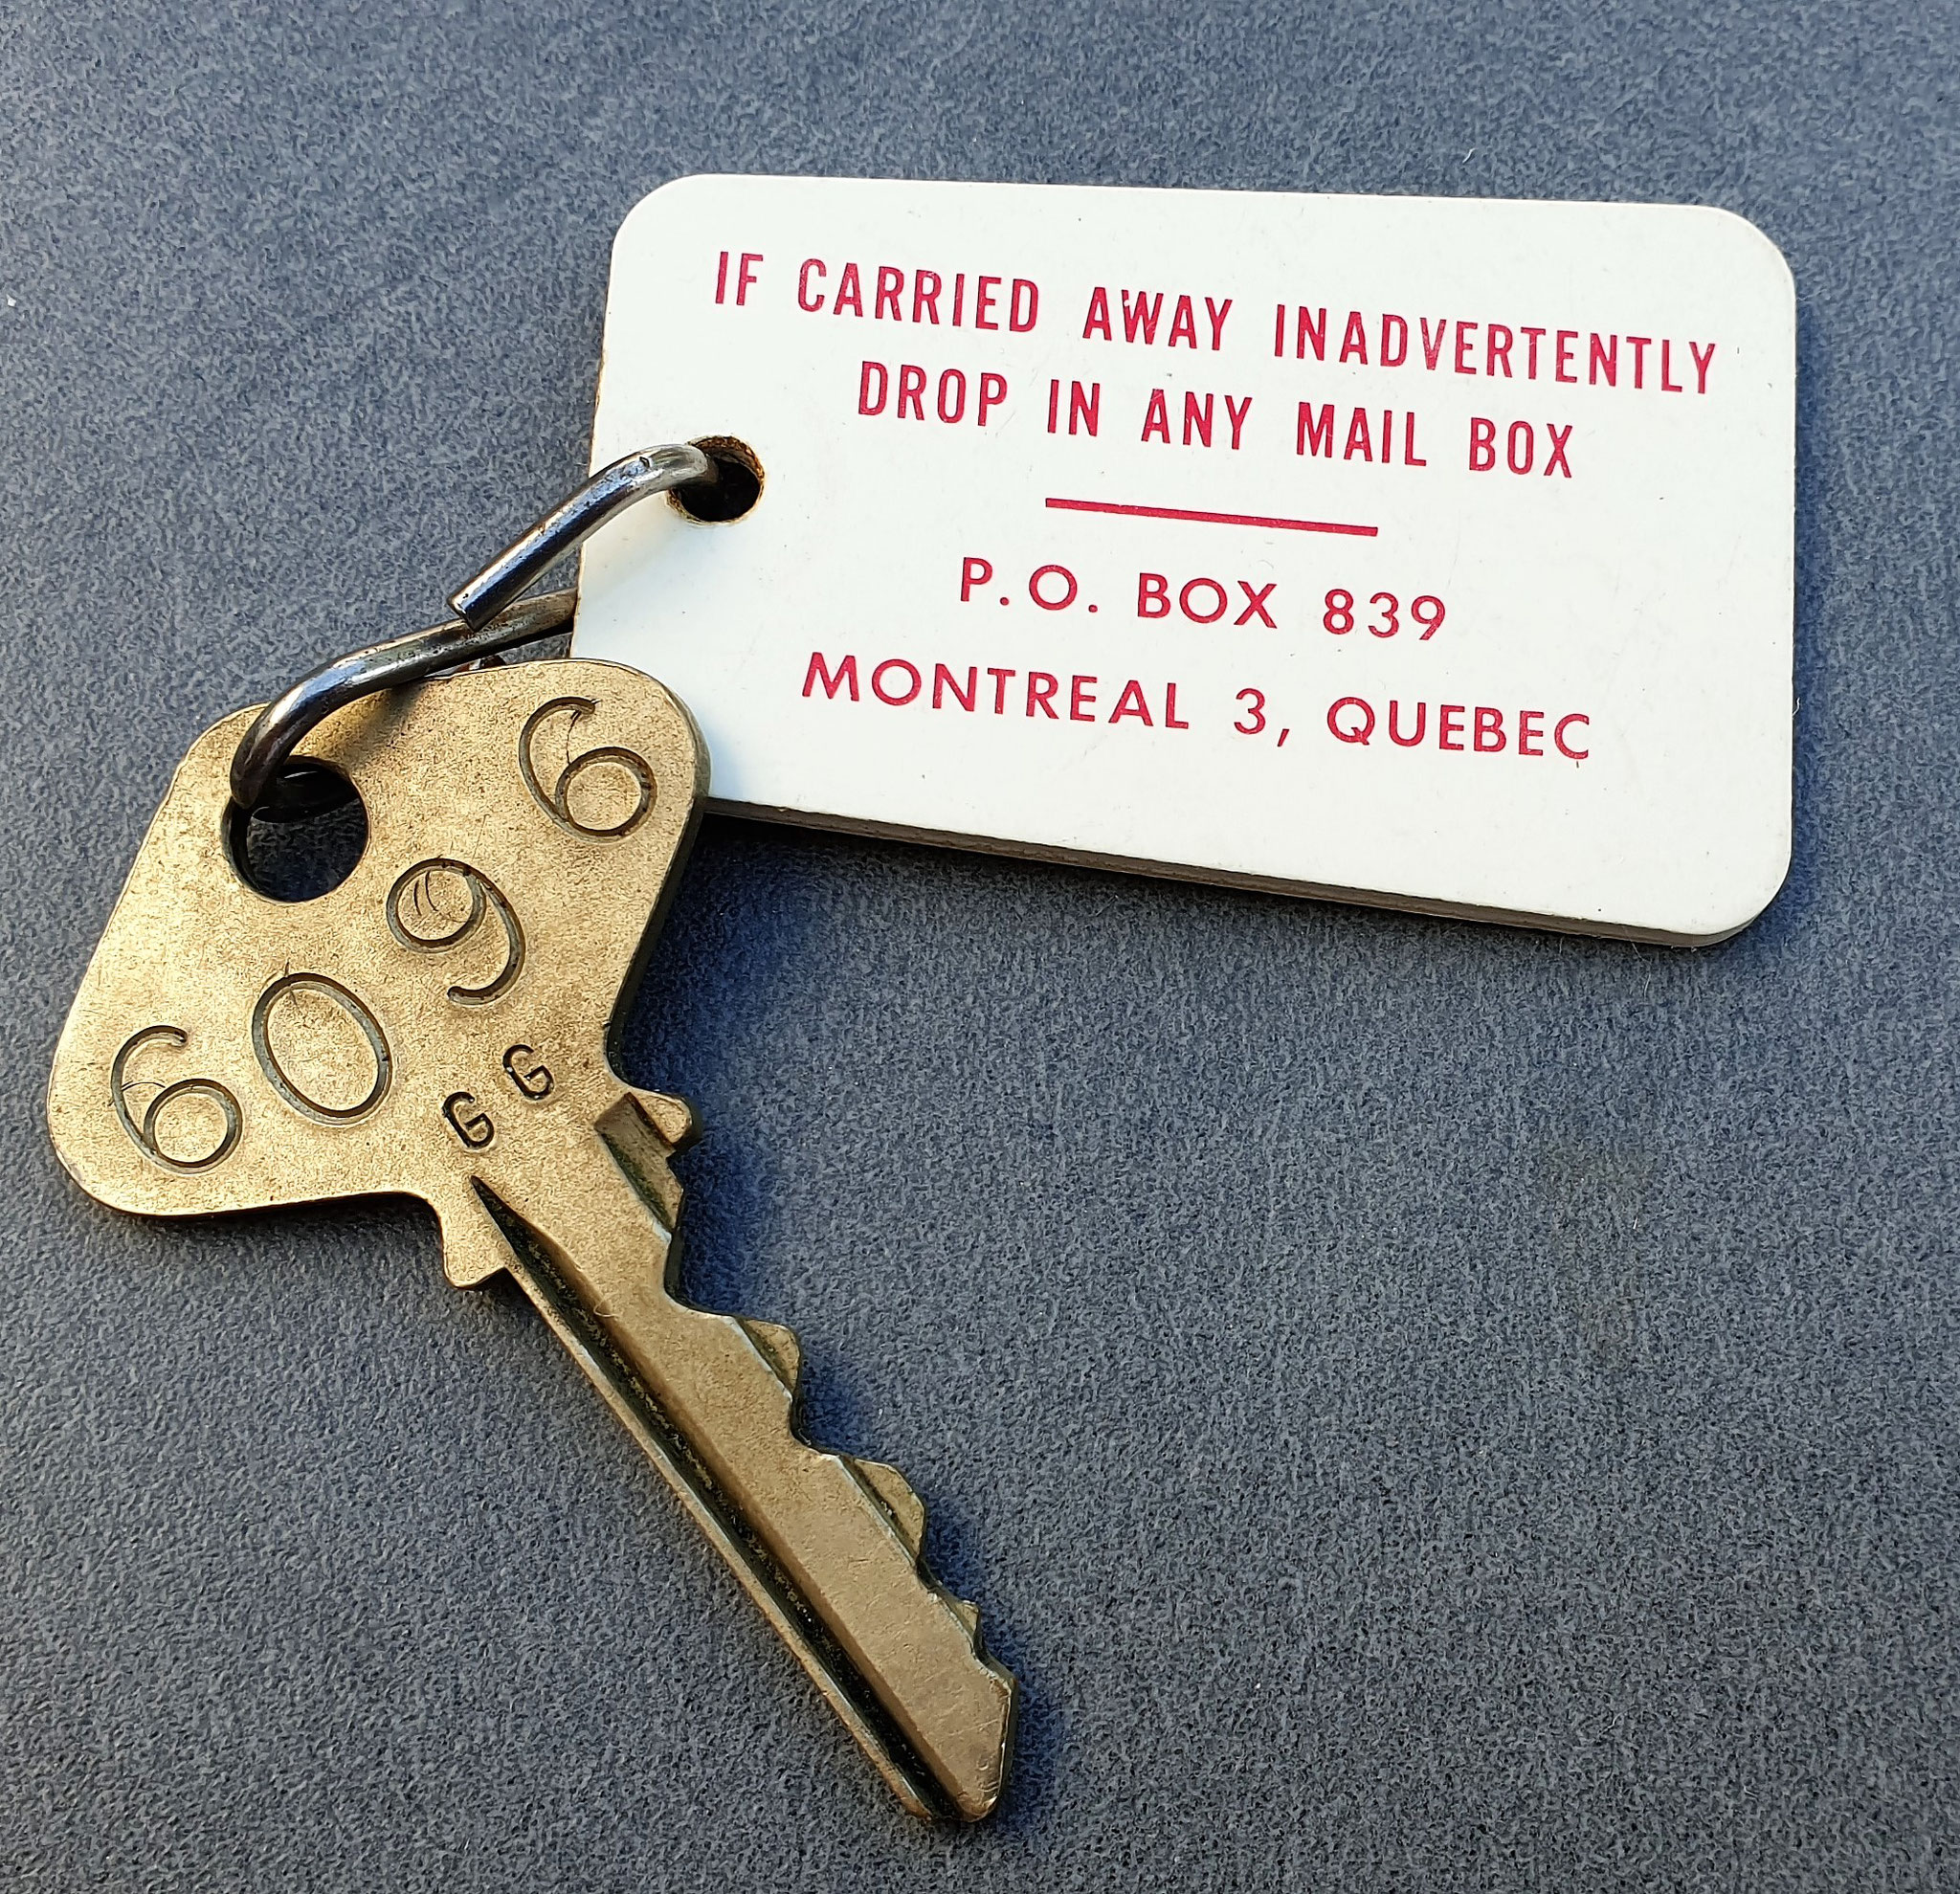 IF CARRIED AWAY INADVERTENTLY
DROP IN ANY MAIL BOX
P.O. BOX 839
MONTREAL 3, QUEBEC
6096
GG